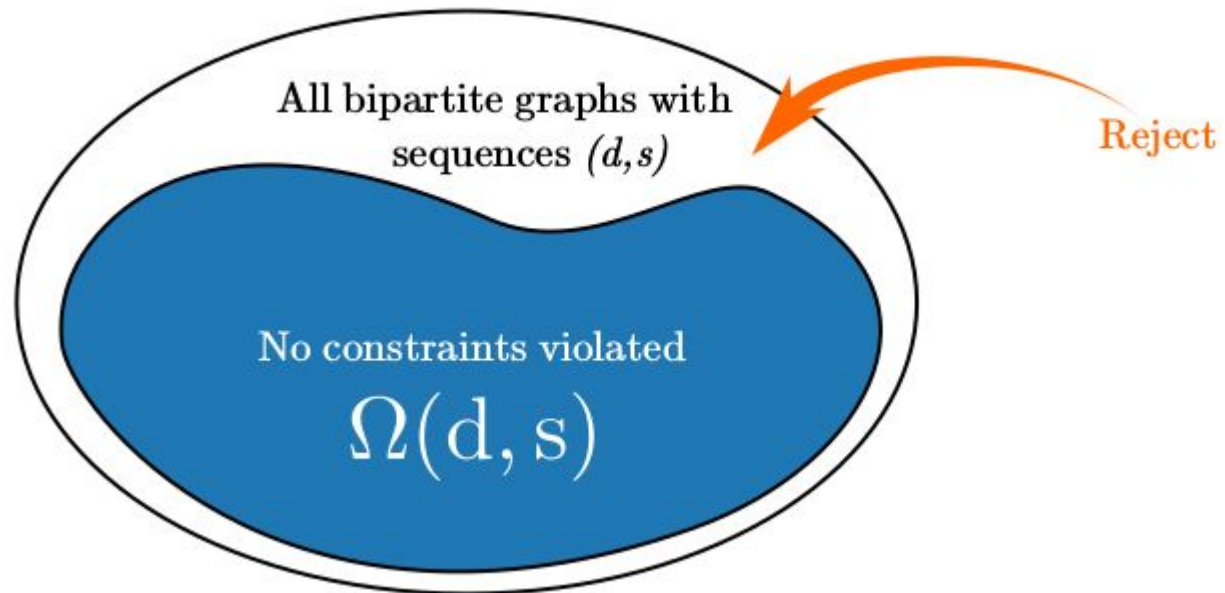 All bipartite graphs with
sequences (d,s)
Reject
No constraints violated
Ω(d, s)